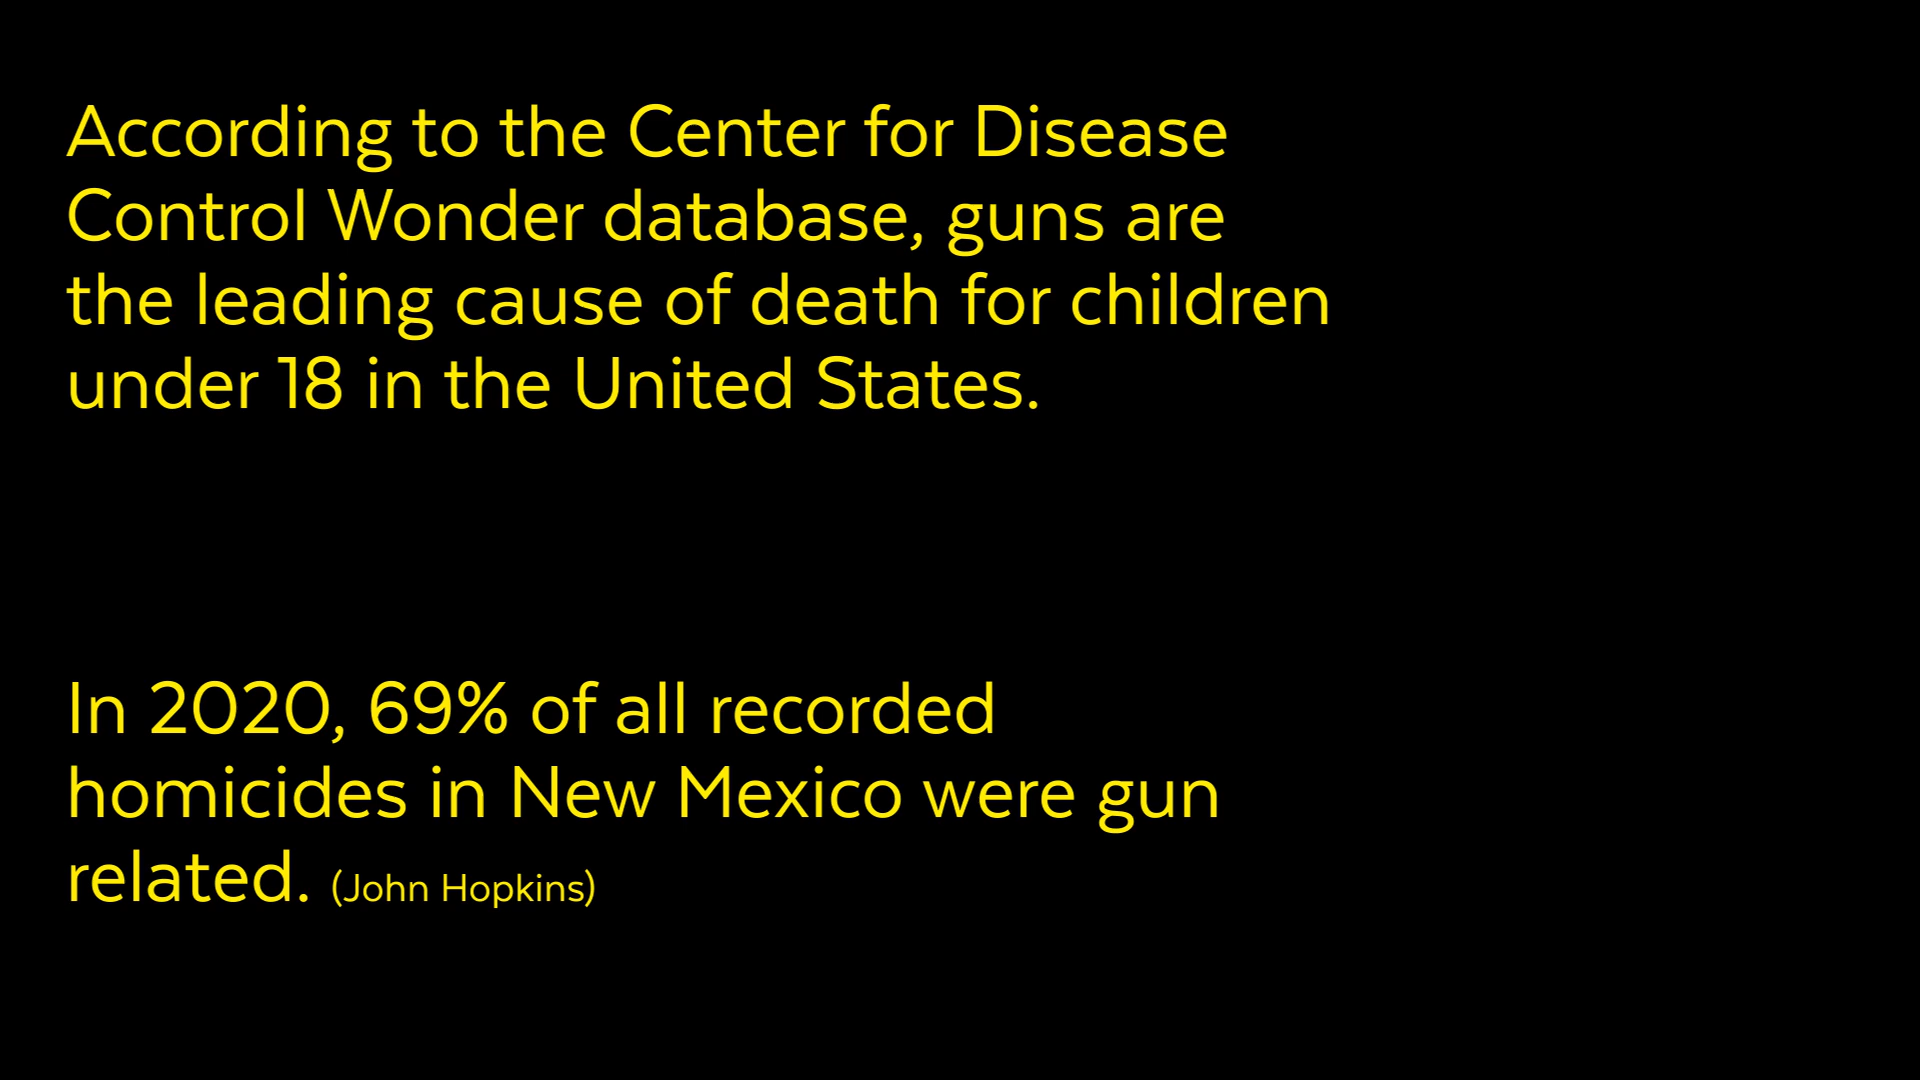 According to the Center for Disease
Control Wonder database, guns are
the leading cause of death for children
under 18 in the United States.
In 2020, 69% of all recorded
homicides in New Mexico were gun
related. (John Hopkins)